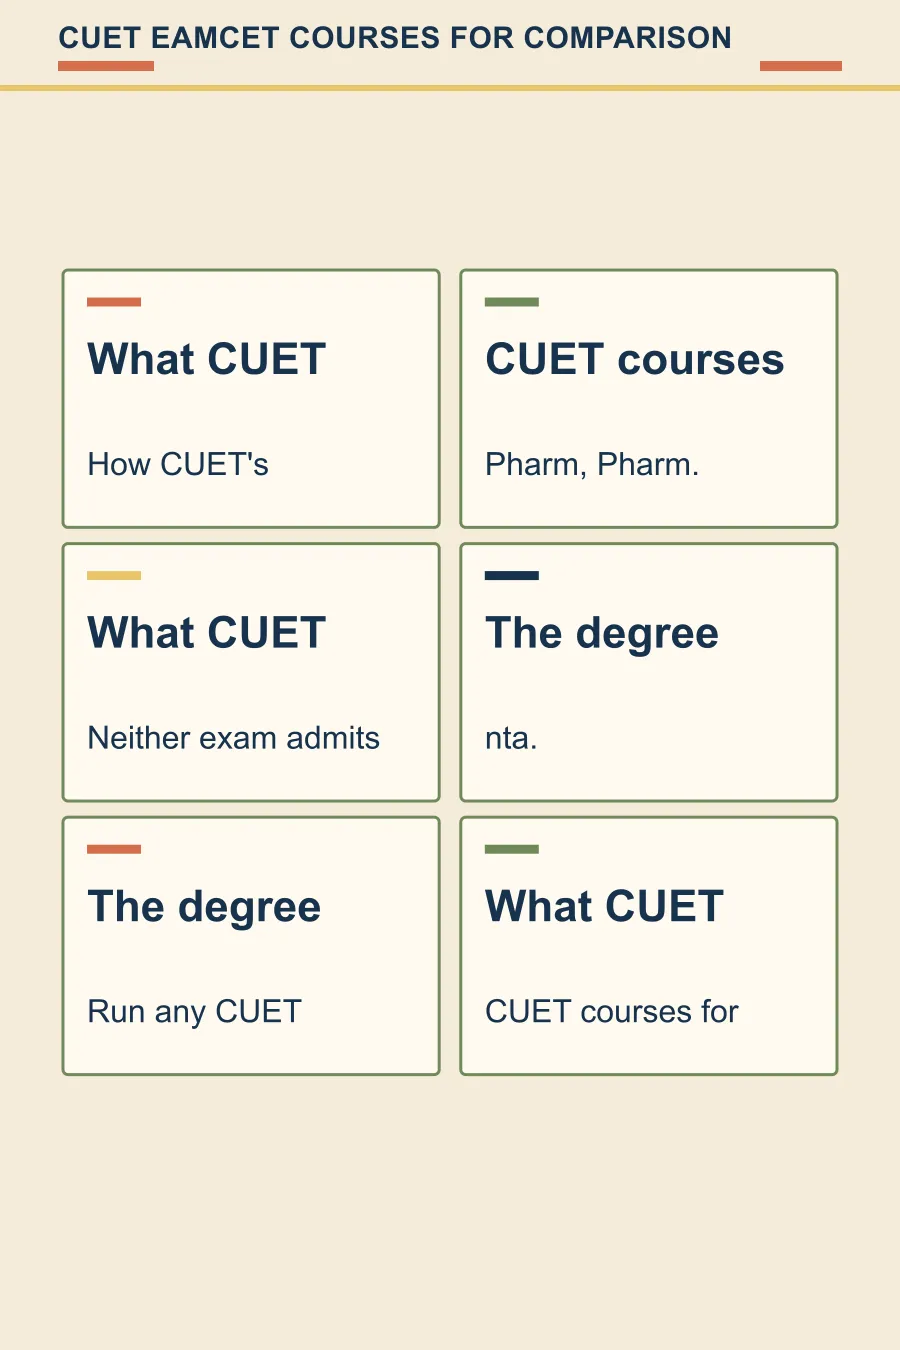 CUET EAMCET COURSES FOR COMPARISON
What CUET
How CUET's
CUET courses
Pharm, Pharm.
What CUET
Neither exam admits
The degree
nta.
The degree
Run any CUET
What CUET
CUET courses for